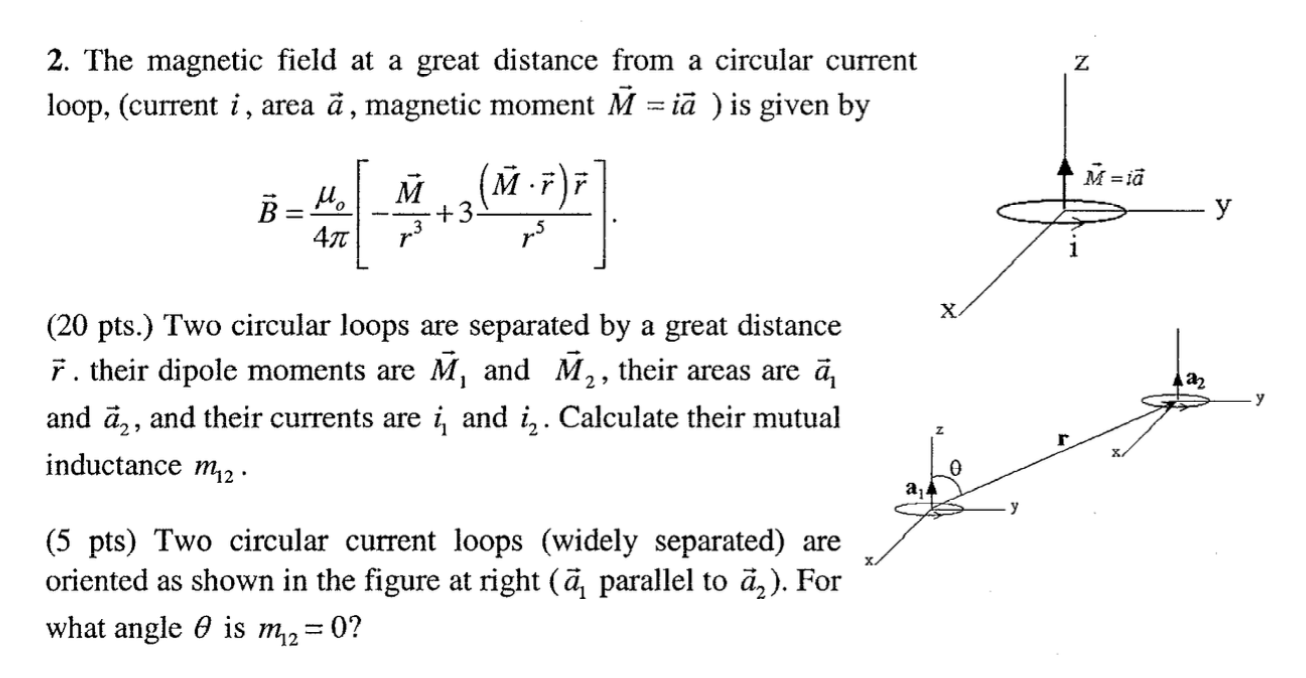 2. The magnetic field at a great distance from a circular current
loop, (current i, area \vec{a}, magnetic moment \vec{M} = i\vec{a} ) is given by
\vec{B} = \frac{\mu_o}{4\pi} \left[ -\frac{\vec{M}}{r^3} + 3\frac{(\vec{M} \cdot \vec{r})\vec{r}}{r^5} \right].
(20 pts.) Two circular loops are separated by a great distance
\vec{r}. their dipole moments are \vec{M}_1 and \vec{M}_2, their areas are \vec{a}_1
and \vec{a}_2, and their currents are i_1 and i_2. Calculate their mutual
inductance m_{12}.
(5 pts) Two circular current loops (widely separated) are
oriented as shown in the figure at right (\vec{a}_1 parallel to \vec{a}_2). For
what angle θ is m_{12} = 0?
z
\vec{M} = i\vec{a}
y
i
x
a_2
y
x
r
z
θ
a_1
y
x